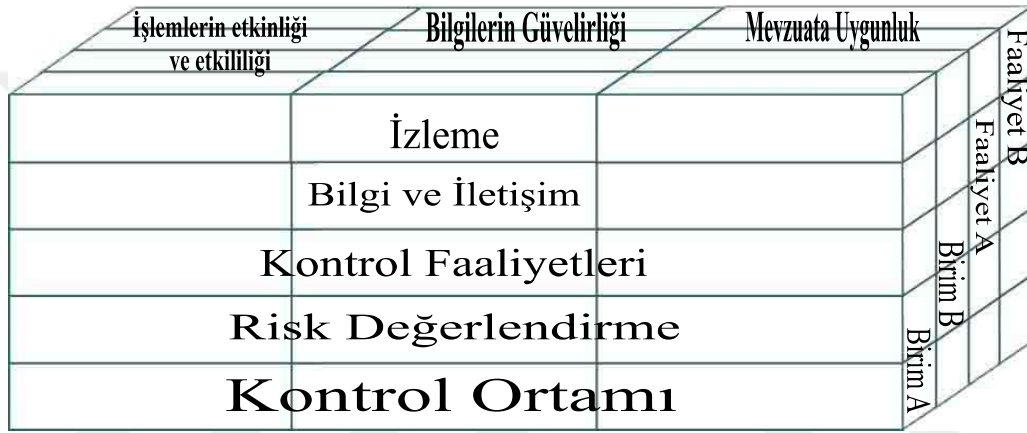 İşlemlerin etkinliği
ve etkililiği
Bilgilerin Güvelirliği
Mevzuata Uygunluk
İzleme
Bilgi ve İletişim
Kontrol Faaliyetleri
Risk Değerlendirme
Kontrol Ortamı
Birim A
Birim B
Faaliyet A
Faaliyet B